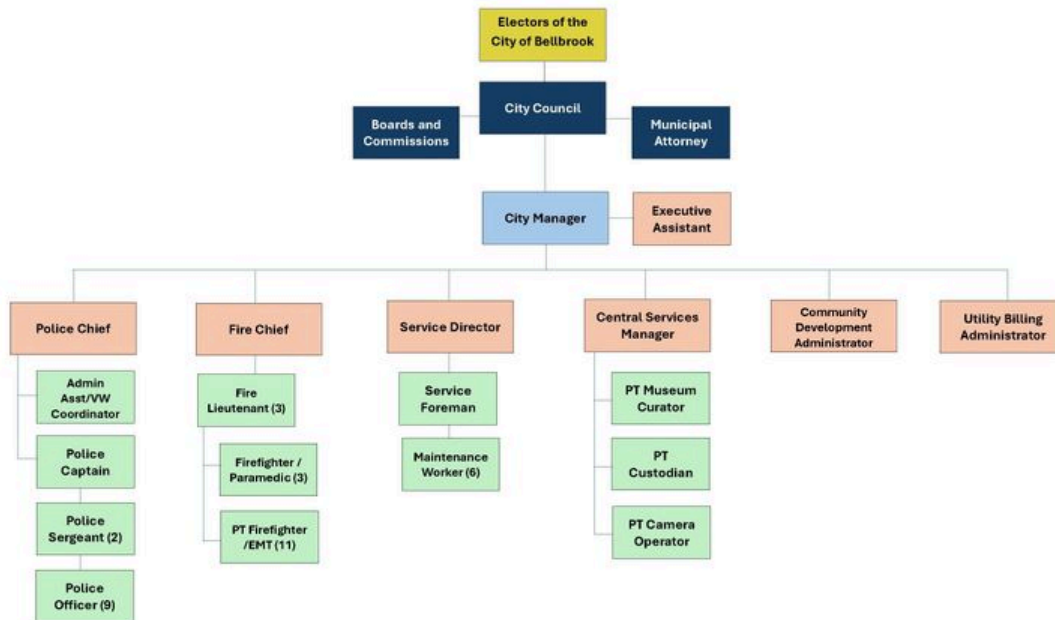 Electors of the
City of Bellbrook
City Council
Boards and
Commissions
Municipal
Attorney
City Manager
Executive
Assistant
Police Chief
Fire Chief
Service Director
Central Services
Manager
Community
Development
Administrator
Utility Billing
Administrator
Admin
Asst/VW
Coordinator
Police
Captain
Police
Sergeant (2)
Police
Officer (9)
Fire
Lieutenant (3)
Firefighter /
Paramedic (3)
PT Firefighter
/EMT (11)
Service
Foreman
Maintenance
Worker (6)
PT Museum
Curator
PT
Custodian
PT Camera
Operator